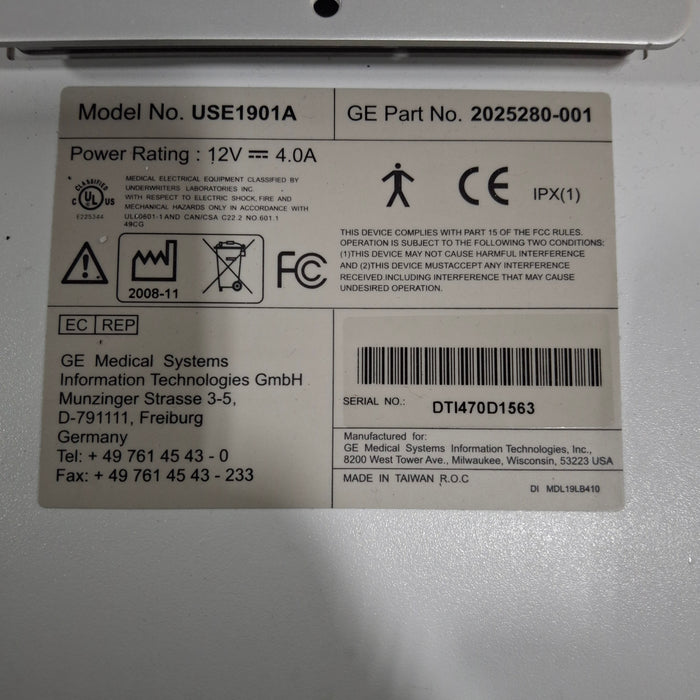 Model No. USE1901A
GE Part No. 2025280-001
Power Rating : 12V 4.0A
CLASSIFIED
C UL US
E225344
MEDICAL ELECTRICAL EQUIPMENT CLASSIFIED BY
UNDERWRITERS LABORATORIES INC.
WITH RESPECT TO ELECTRIC SHOCK, FIRE AND
MECHANICAL HAZARDS ONLY IN ACCORDANCE WITH
UL60601-1 AND CAN/CSA C22.2 NO.601.1
49CG
CE
IPX(1)
2008-11
FC
THIS DEVICE COMPLIES WITH PART 15 OF THE FCC RULES.
OPERATION IS SUBJECT TO THE FOLLOWING TWO CONDITIONS:
(1)THIS DEVICE MAY NOT CAUSE HARMFUL INTERFERENCE
AND (2)THIS DEVICE MUSTACCEPT ANY INTERFERENCE
RECEIVED.INCLUDING INTERFERENCE THAT MAY CAUSE
UNDESIRED OPERATION.
EC REP
GE Medical Systems
Information Technologies GmbH
Munzinger Strasse 3-5,
D-791111, Freiburg
Germany
Tel: + 49 761 45 43 - 0
Fax: + 49 761 45 43 - 233
SERIAL NO.: DTI470D1563
Manufactured for:
GE Medical Systems Information Technologies, Inc.,
8200 West Tower Ave., Milwaukee, Wisconsin, 53223 USA
MADE IN TAIWAN R.O.C
DI MDL19LB410